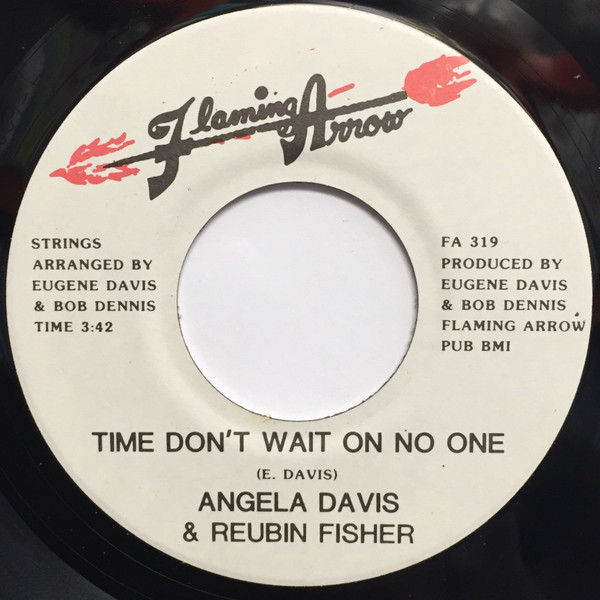 Flaming Arrow
STRINGS
ARRANGED BY
EUGENE DAVIS
& BOB DENNIS
TIME 3:42
FA 319
PRODUCED BY
EUGENE DAVIS
& BOB DENNIS
FLAMING ARROW
PUB BMI
TIME DON'T WAIT ON NO ONE
(E. DAVIS)
ANGELA DAVIS
& REUBIN FISHER